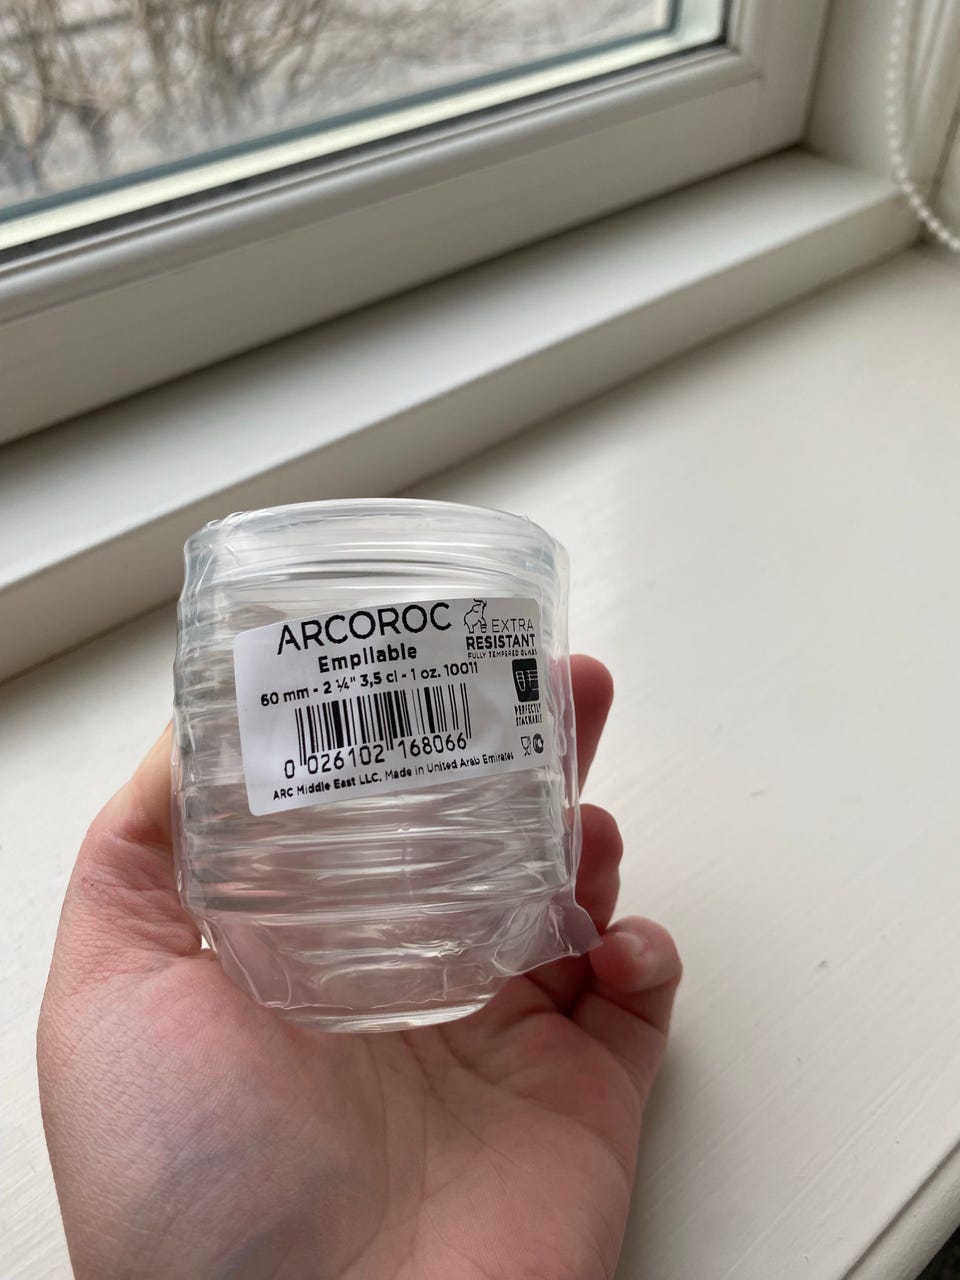 ARCOROC
EXTRA
RESISTANT
FULLY TEMPERED GLASS
Empilable
60 mm - 2 ¼" 3,5 cl - 1 oz. 10011
PERFECTLY
STACKABLE
0 026102 168066
ARC Middle East LLC. Made in United Arab Emirates